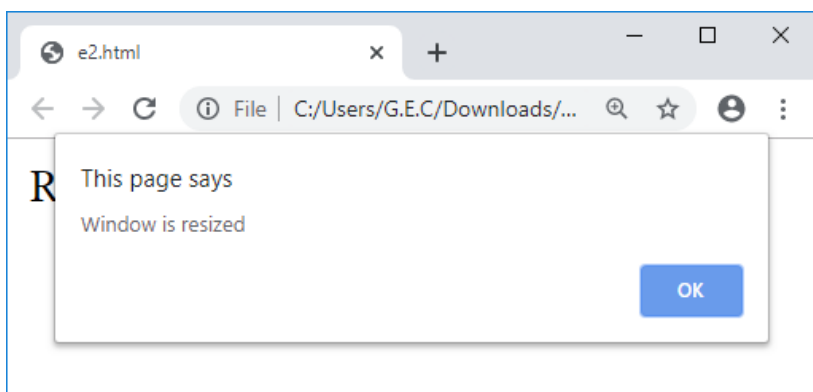 e2.html
File C:/Users/G.E.C/Downloads/...
R
This page says
Window is resized
OK